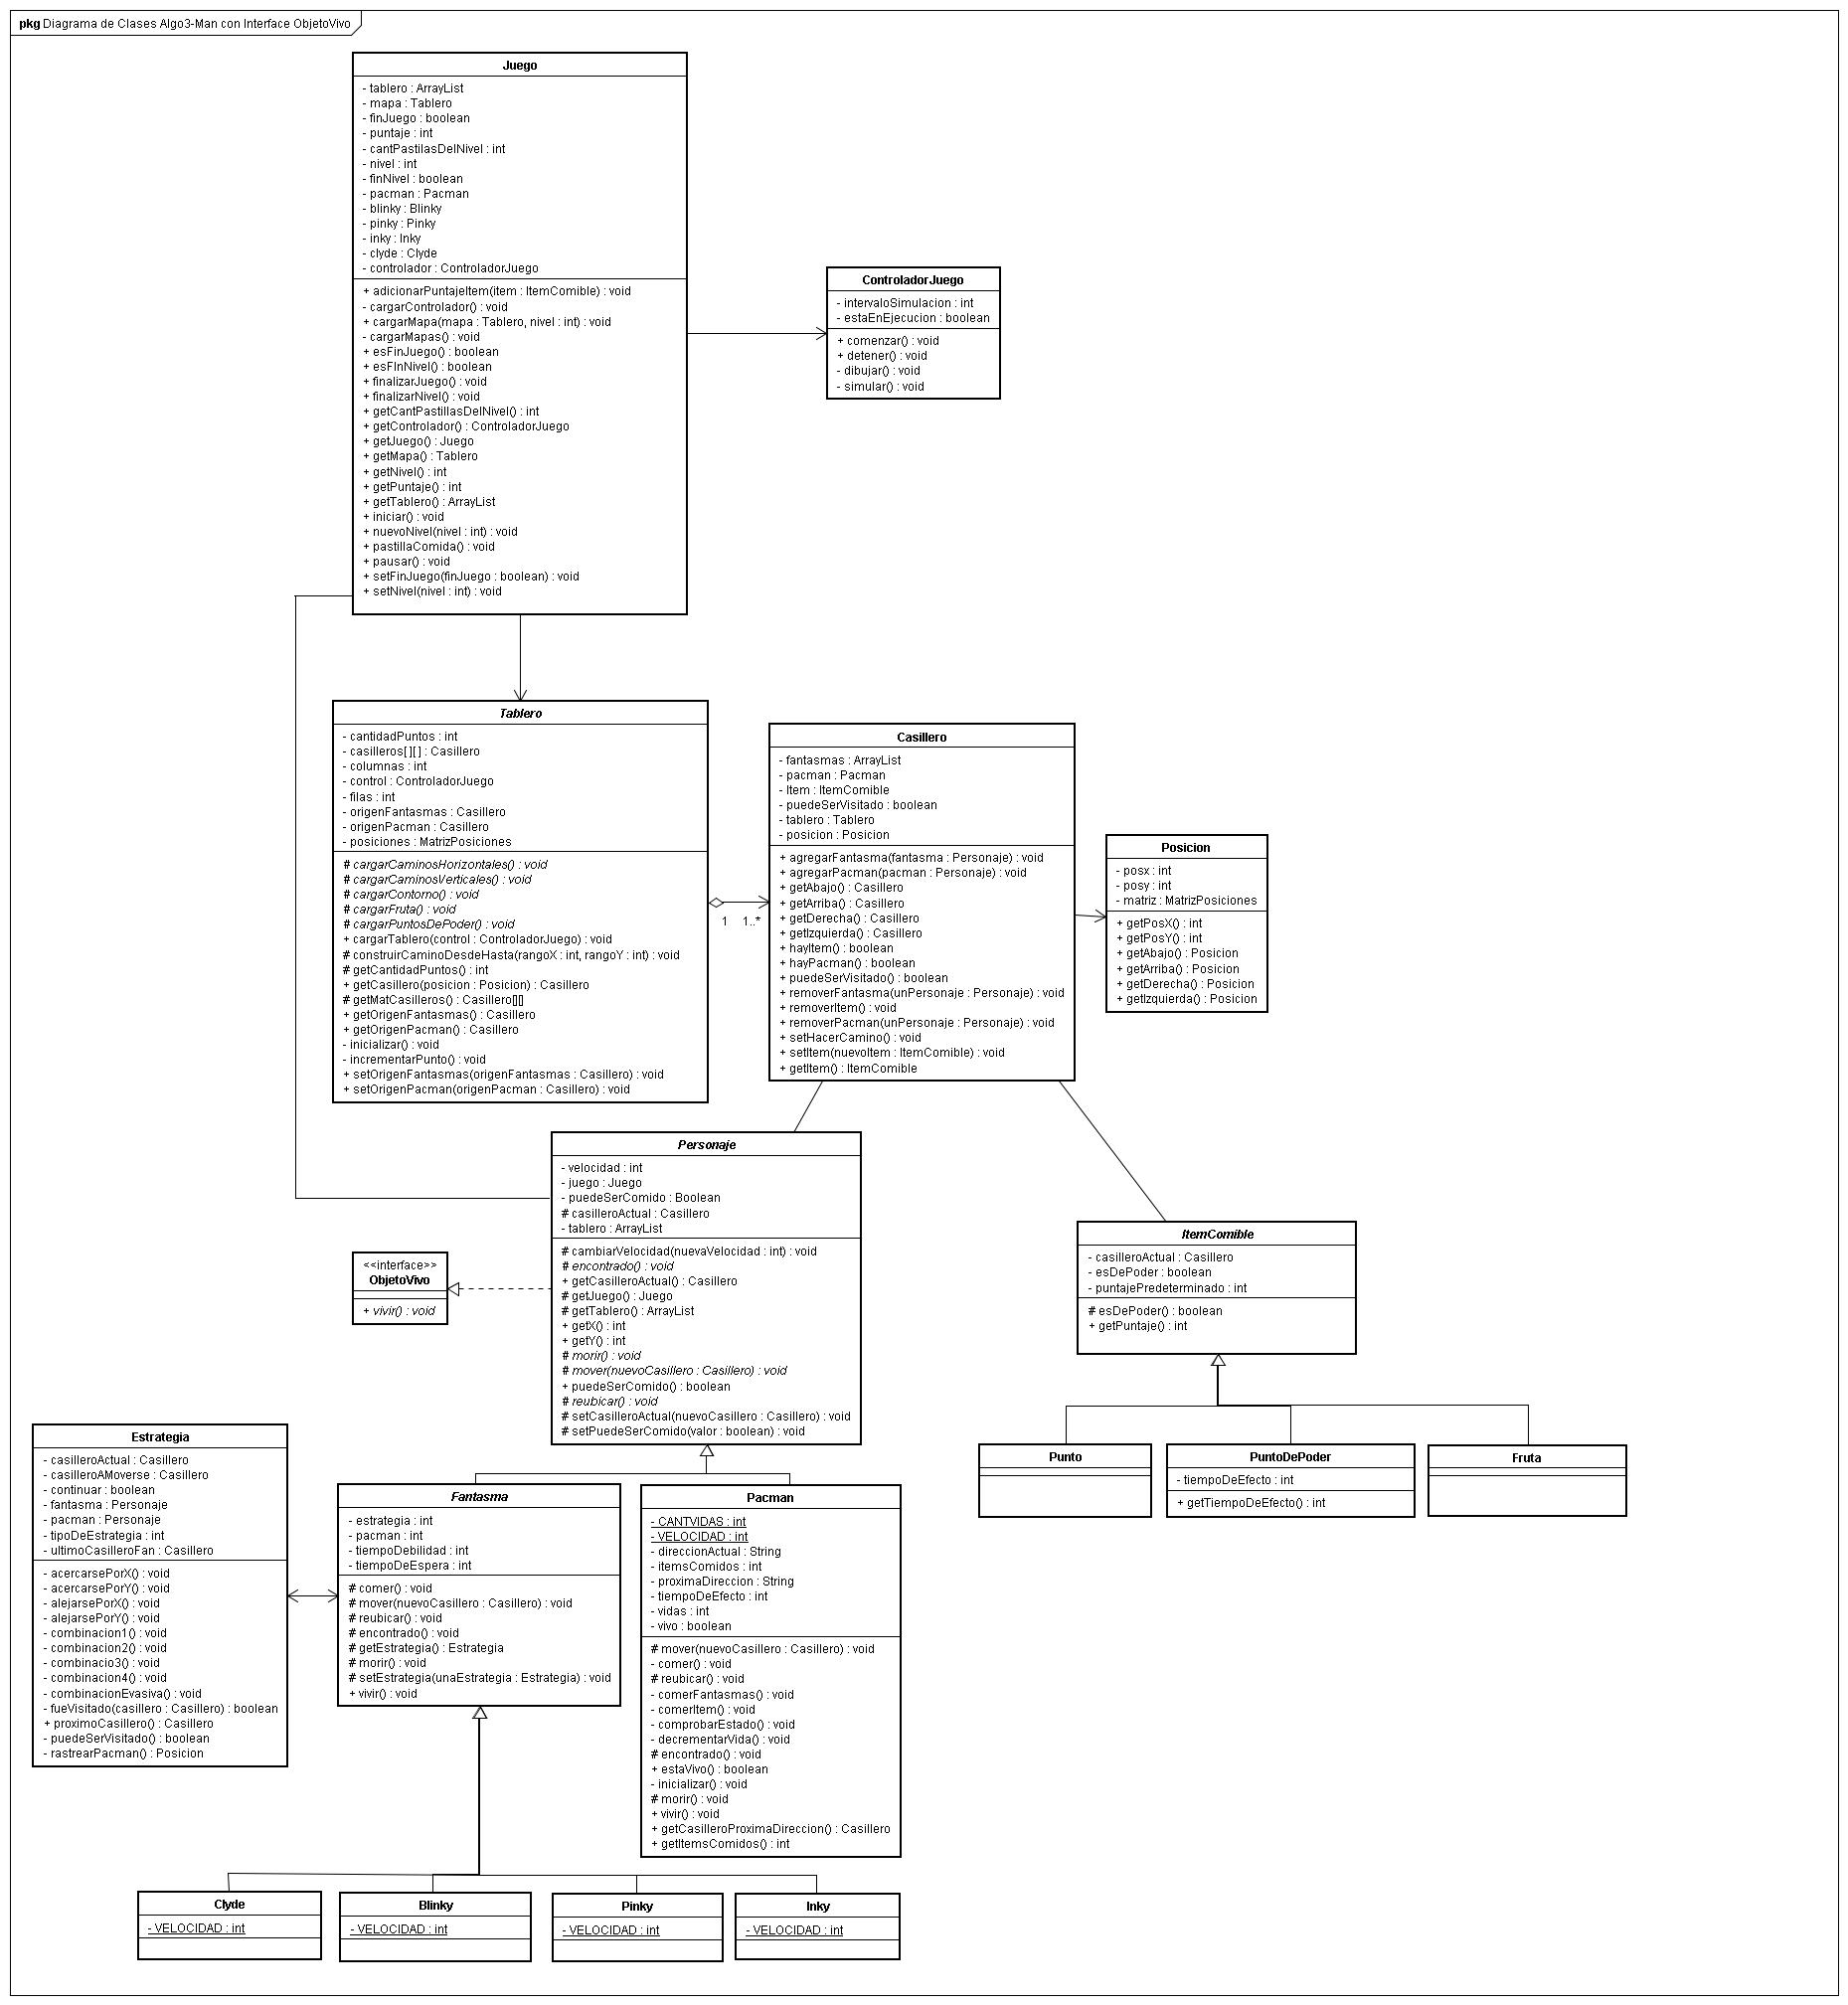 pkg Diagrama de Clases Algo3-Man con Interface ObjetoVivo
Juego
- tablero : ArrayList
- mapa : Tablero
- finJuego : boolean
- puntaje : int
- cantPastilasDelNivel : int
- nivel : int
- finNivel : boolean
- pacman : Pacman
- blinky : Blinky
- pinky : Pinky
- inky : Inky
- clyde : Clyde
- controlador : ControladorJuego
+ adicionarPuntajeItem(item : ItemComible) : void
- cargarControlador() : void
+ cargarMapa(mapa : Tablero, nivel : int) : void
- cargarMapas() : void
+ esFinJuego() : boolean
+ esFInNivel() : boolean
+ finalizarJuego() : void
+ finalizarNivel() : void
+ getCantPastillasDelNivel() : int
+ getControlador() : ControladorJuego
+ getJuego() : Juego
+ getMapa() : Tablero
+ getNivel() : int
+ getPuntaje() : int
+ getTablero() : ArrayList
+ iniciar() : void
+ nuevoNivel(nivel : int) : void
+ pastillaComida() : void
+ pausar() : void
+ setFinJuego(finJuego : boolean) : void
+ setNivel(nivel : int) : void
ControladorJuego
- intervaloSimulacion : int
- estaEnEjecucion : boolean
+ comenzar() : void
+ detener() : void
- dibujar() : void
- simular() : void
Tablero
- cantidadPuntos : int
- casilleros[ ][ ] : Casillero
- columnas : int
- control : ControladorJuego
- filas : int
- origenFantasmas : Casillero
- origenPacman : Casillero
- posiciones : MatrizPosiciones
# cargarCaminosHorizontales() : void
# cargarCaminosVerticales() : void
# cargarContorno() : void
# cargarFruta() : void
# cargarPuntosDePoder() : void
+ cargarTablero(control : ControladorJuego) : void
# construirCaminoDesdeHasta(rangoX : int, rangoY : int) : void
# getCantidadPuntos() : int
+ getCasillero(posicion : Posicion) : Casillero
# getMatCasilleros() : Casillero[][]
+ getOrigenFantasmas() : Casillero
+ getOrigenPacman() : Casillero
- inicializar() : void
- incrementarPunto() : void
+ setOrigenFantasmas(origenFantasmas : Casillero) : void
+ setOrigenPacman(origenPacman : Casillero) : void
1 1..*
Casillero
- fantasmas : ArrayList
- pacman : Pacman
- Item : ItemComible
- puedeSerVisitado : boolean
- tablero : Tablero
- posicion : Posicion
+ agregarFantasma(fantasma : Personaje) : void
+ agregarPacman(pacman : Personaje) : void
+ getAbajo() : Casillero
+ getArriba() : Casillero
+ getDerecha() : Casillero
+ getIzquierda() : Casillero
+ hayItem() : boolean
+ hayPacman() : boolean
+ puedeSerVisitado() : boolean
+ removerFantasma(unPersonaje : Personaje) : void
+ removerItem() : void
+ removerPacman(unPersonaje : Personaje) : void
+ setHacerCamino() : void
+ setItem(nuevoItem : ItemComible) : void
+ getItem() : ItemComible
Posicion
- posx : int
- posy : int
- matriz : MatrizPosiciones
+ getPosX() : int
+ getPosY() : int
+ getAbajo() : Posicion
+ getArriba() : Posicion
+ getDerecha() : Posicion
+ getIzquierda() : Posicion
Personaje
- velocidad : int
- juego : Juego
- puedeSerComido : Boolean
# casilleroActual : Casillero
- tablero : ArrayList
# cambiarVelocidad(nuevaVelocidad : int) : void
# encontrado() : void
+ getCasilleroActual() : Casillero
# getJuego() : Juego
# getTablero() : ArrayList
+ getX() : int
+ getY() : int
# morir() : void
# mover(nuevoCasillero : Casillero) : void
+ puedeSerComido() : boolean
# reubicar() : void
# setCasilleroActual(nuevoCasillero : Casillero) : void
# setPuedeSerComido(valor : boolean) : void
<<interface>>
ObjetoVivo
+ vivir() : void
ItemComible
- casilleroActual : Casillero
- esDePoder : boolean
- puntajePredeterminado : int
# esDePoder() : boolean
+ getPuntaje() : int
Punto
PuntoDePoder
- tiempoDeEfecto : int
+ getTiempoDeEfecto() : int
Fruta
Estrategia
- casilleroActual : Casillero
- casilleroAMoverse : Casillero
- continuar : boolean
- fantasma : Personaje
- pacman : Personaje
- tipoDeEstrategia : int
- ultimoCasilleroFan : Casillero
- acercarsePorX() : void
- acercarsePorY() : void
- alejarsePorX() : void
- alejarsePorY() : void
- combinacion1() : void
- combinacion2() : void
- combinacio3() : void
- combinacion4() : void
- combinacionEvasiva() : void
- fueVisitado(casillero : Casillero) : boolean
+ proximoCasillero() : Casillero
- puedeSerVisitado() : boolean
- rastrearPacman() : Posicion
Fantasma
- estrategia : int
- pacman : int
- tiempoDebilidad : int
- tiempoDeEspera : int
# comer() : void
# mover(nuevoCasillero : Casillero) : void
# reubicar() : void
# encontrado() : void
# getEstrategia() : Estrategia
# morir() : void
# setEstrategia(unaEstrategia : Estrategia) : void
+ vivir() : void
Pacman
- CANTVIDAS : int
- VELOCIDAD : int
- direccionActual : String
- itemsComidos : int
- proximaDireccion : String
- tiempoDeEfecto : int
- vidas : int
- vivo : boolean
# mover(nuevoCasillero : Casillero) : void
- comer() : void
# reubicar() : void
- comerFantasmas() : void
- comerItem() : void
- comprobarEstado() : void
- decrementarVida() : void
# encontrado() : void
+ estaVivo() : boolean
- inicializar() : void
# morir() : void
+ vivir() : void
+ getCasilleroProximaDireccion() : Casillero
+ getItemsComidos() : int
Clyde
- VELOCIDAD : int
Blinky
- VELOCIDAD : int
Pinky
- VELOCIDAD : int
Inky
- VELOCIDAD : int